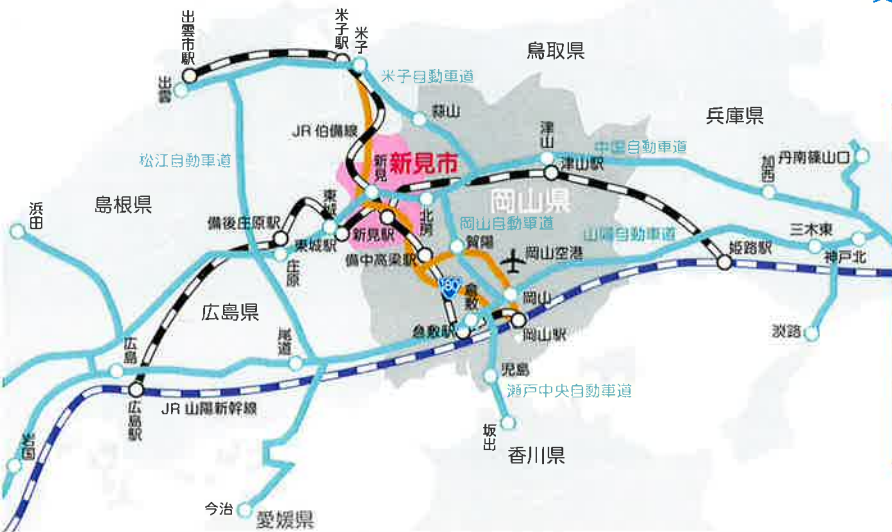 出雲市駅
米子駅
米子
鳥取県
出雲
米子自動車道
蒜山
兵庫県
JR伯備線
津山
中国自動車道
丹南篠山口
松江自動車道
新見
新見市
津山駅
加西
島根県
東城
岡山県
浜田
備後庄原駅
北房
岡山自動車道
東城駅
新見駅
賀陽
山陽自動車道
三木東
庄原
備中高梁駅
岡山空港
姫路駅
神戸北
180
倉敷
岡山
広島県
倉敷駅
岡山駅
淡路
広島
尾道
児島
瀬戸中央自動車道
広島駅
JR山陽新幹線
岩国
坂出
香川県
今治
愛媛県